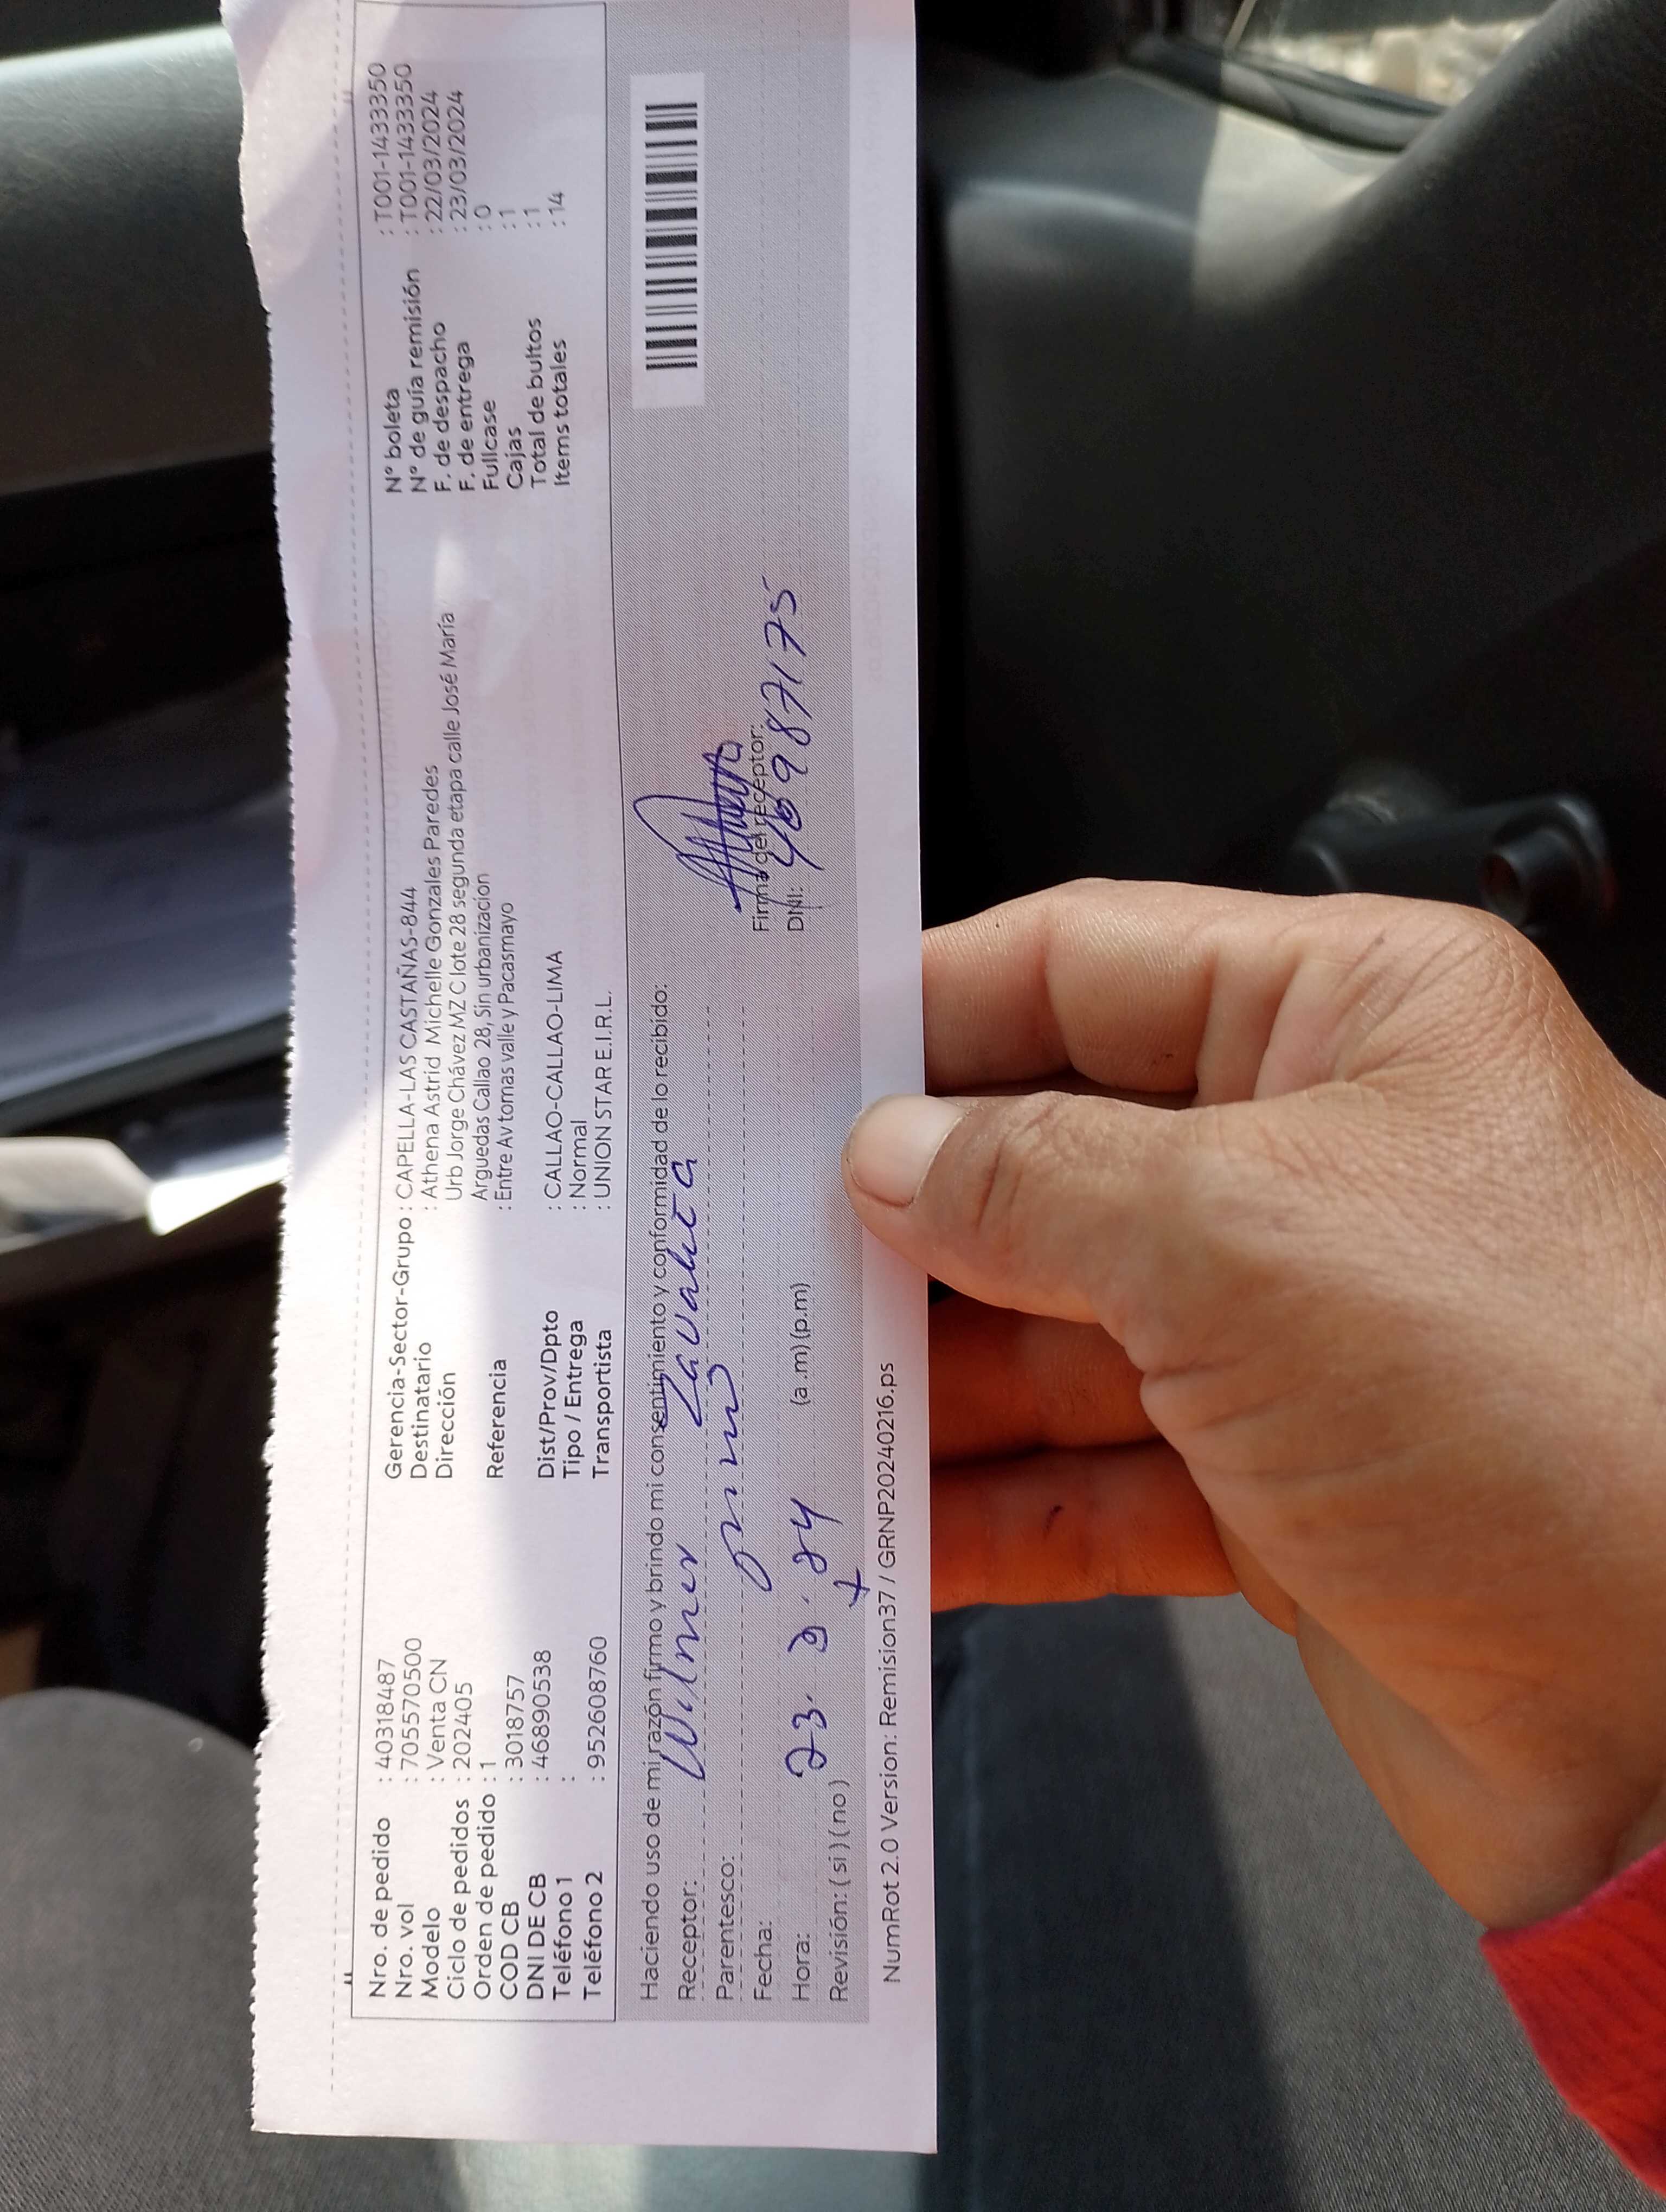 Nro. de pedido : 40318487
Nro. vol : 7055570500
Modelo : Venta CN
Ciclo de pedidos : 202405
Orden de pedido : 1
COD CB : 3018757
DNI DE CB : 46890538
Teléfono 1 :
Teléfono 2 : 952608760
Gerencia-Sector-Grupo : CAPELLA-LAS CASTAÑAS-844
Destinatario : Athena Astrid Michelle Gonzales Paredes
Dirección Urb Jorge Chávez MZ C lote 28 segunda etapa calle José María
Arguedas Callao 28, Sin urbanizacion
Referencia : Entre Av tomas valle y Pacasmayo
Dist/Prov/Dpto : CALLAO-CALLAO-LIMA
Tipo / Entrega : Normal
Transportista : UNION STAR E.I.R.L.
N° boleta : T001-1433350
N° de guía remisión : T001-1433350
F. de despacho : 22/03/2024
F. de entrega : 23/03/2024
Fullcase : 0
Cajas : 1
Total de bultos : 1
Items totales : 14
Haciendo uso de mi razón firmo y brindo mi consentimiento y conformidad de lo recibido:
Receptor: Wilmer Zavaleta
Parentesco:
Fecha:
Hora: 23. 3. 24 (a.m) (p.m)
Revisión: ( si ) ( no )
Firma del receptor:
DNI: 40987175
NumRot 2.0 Version: Remision37 / GRNP20240216.ps